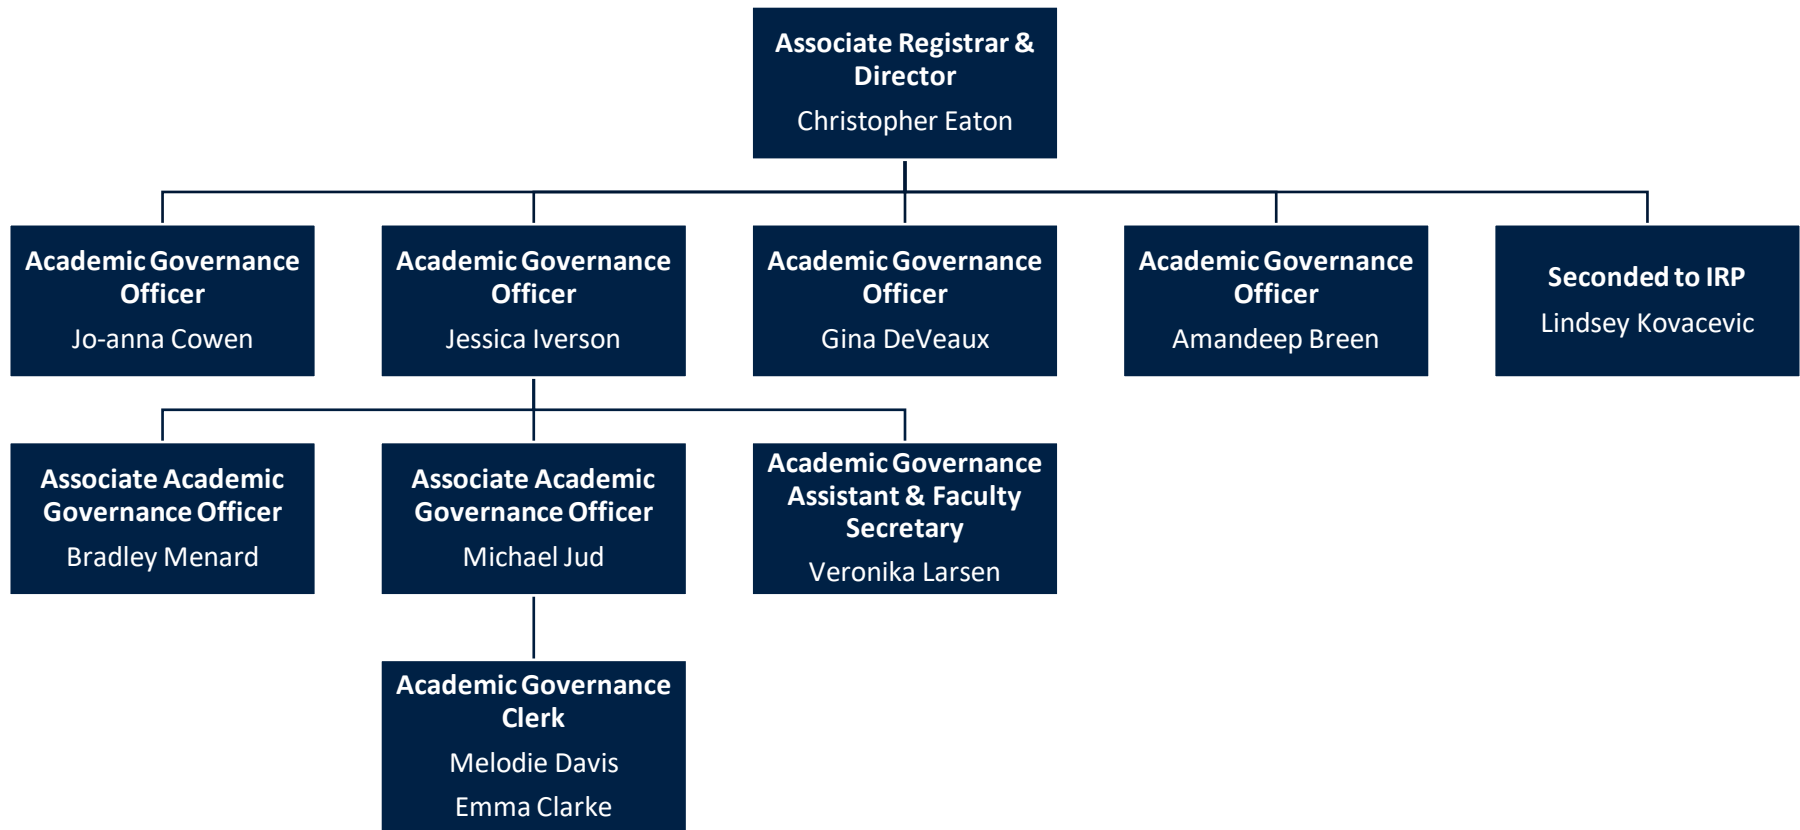 Associate Registrar &
Director
Christopher Eaton
Academic Governance
Officer
Jo-anna Cowen
Academic Governance
Officer
Jessica Iverson
Academic Governance
Officer
Gina DeVeaux
Academic Governance
Officer
Amandeep Breen
Seconded to IRP
Lindsey Kovacevic
Associate Academic
Governance Officer
Bradley Menard
Associate Academic
Governance Officer
Michael Jud
Academic Governance
Assistant & Faculty
Secretary
Veronika Larsen
Academic Governance
Clerk
Melodie Davis
Emma Clarke